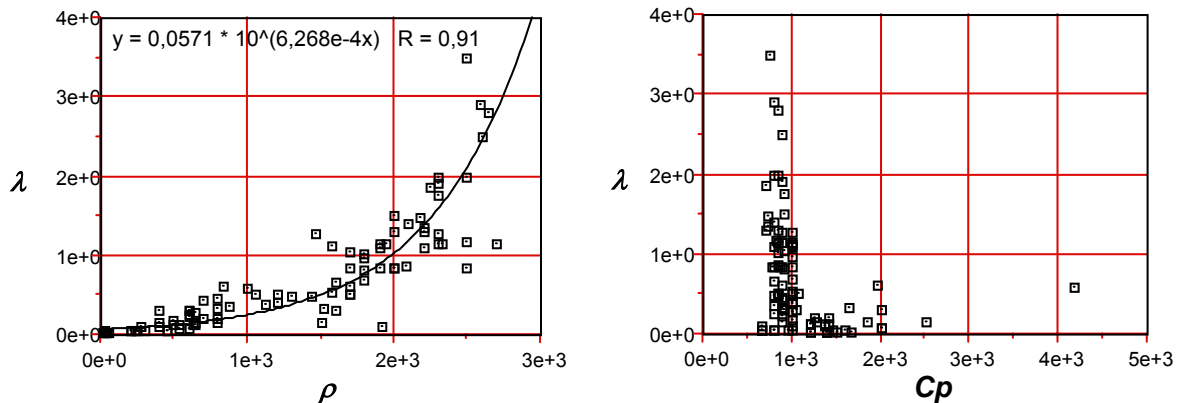 y = 0,0571 * 10^(6,268e-4x) R = 0,91
4e+0
3e+0
2e+0
1e+0
0e+0
λ
0e+0 1e+3 2e+3 3e+3
ρ
4e+0
3e+0
2e+0
1e+0
0e+0
λ
0e+0 1e+3 2e+3 3e+3 4e+3 5e+3
Cp